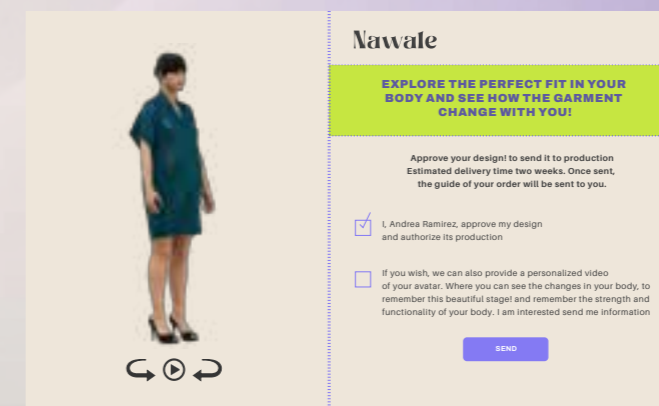 Nawale
EXPLORE THE PERFECT FIT IN YOUR
BODY AND SEE HOW THE GARMENT
CHANGE WITH YOU!
Approve your design! to send it to production
Estimated delivery time two weeks. Once sent,
the guide of your order will be sent to you.
I, Andrea Ramirez, approve my design
and authorize its production
If you wish, we can also provide a personalized video
of your avatar. Where you can see the changes in your body, to
remember this beautiful stage! and remember the strength and
functionality of your body. I am interested send me information
SEND